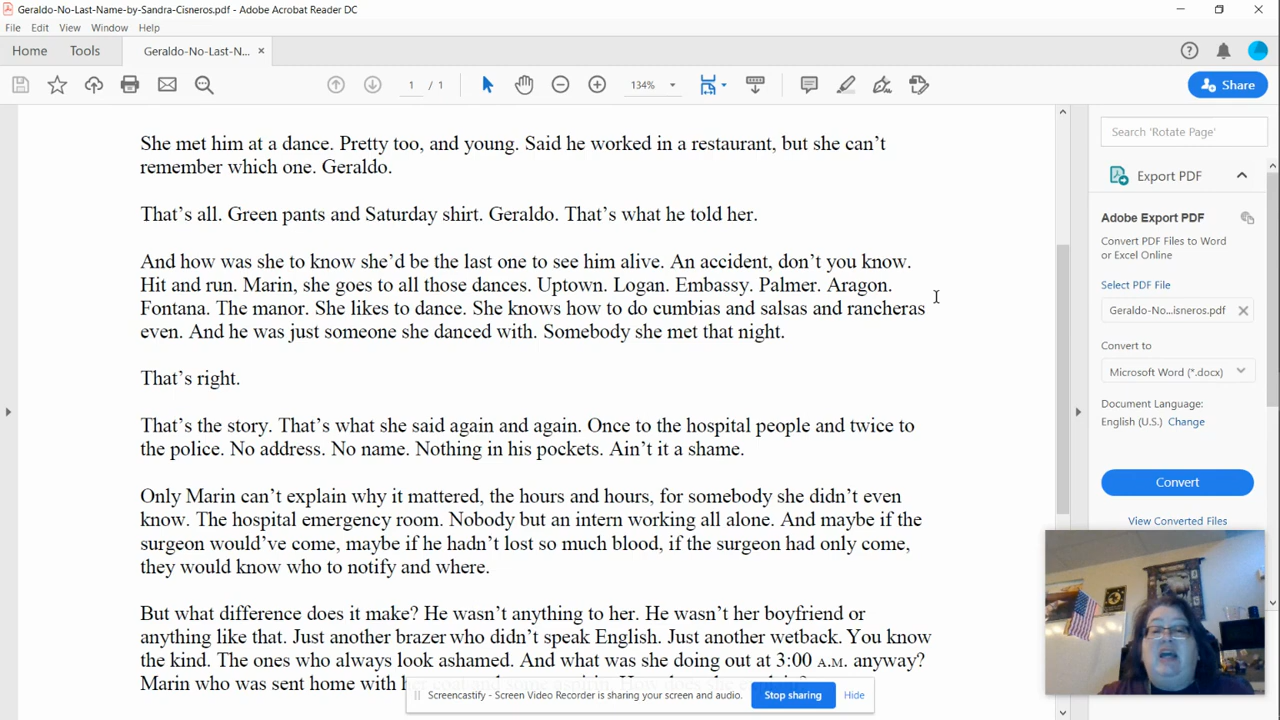 Geraldo-No-Last-Name-by-Sandra-Cisneros.pdf - Adobe Acrobat Reader DC
File Edit View Window Help
Home Tools Geraldo-No-Last-N... ×
1 / 1 134% Share
She met him at a dance. Pretty too, and young. Said he worked in a restaurant, but she can't
remember which one. Geraldo.
That's all. Green pants and Saturday shirt. Geraldo. That's what he told her.
And how was she to know she'd be the last one to see him alive. An accident, don't you know.
Hit and run. Marin, she goes to all those dances. Uptown. Logan. Embassy. Palmer. Aragon.
Fontana. The manor. She likes to dance. She knows how to do cumbias and salsas and rancheras
even. And he was just someone she danced with. Somebody she met that night.
That's right.
That's the story. That's what she said again and again. Once to the hospital people and twice to
the police. No address. No name. Nothing in his pockets. Ain't it a shame.
Only Marin can't explain why it mattered, the hours and hours, for somebody she didn't even
know. The hospital emergency room. Nobody but an intern working all alone. And maybe if the
surgeon would've come, maybe if he hadn't lost so much blood, if the surgeon had only come,
they would know who to notify and where.
But what difference does it make? He wasn't anything to her. He wasn't her boyfriend or
anything like that. Just another brazer who didn't speak English. Just another wetback. You know
the kind. The ones who always look ashamed. And what was she doing out at 3:00 A.M. anyway?
Marin who was sent home with
Screencastify - Screen Video Recorder is sharing your screen and audio. Stop sharing Hide
Search 'Rotate Page'
Export PDF
Adobe Export PDF
Convert PDF Files to Word
or Excel Online
Select PDF File
Geraldo-No...isneros.pdf
Convert to
Microsoft Word (*.docx)
Document Language:
English (U.S.) Change
Convert
View Converted Files